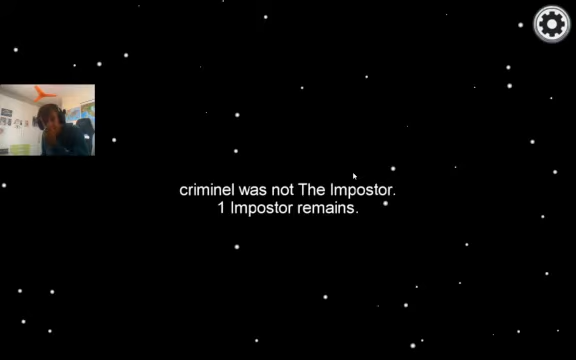 criminel was not The Impostor.
1 Impostor remains.